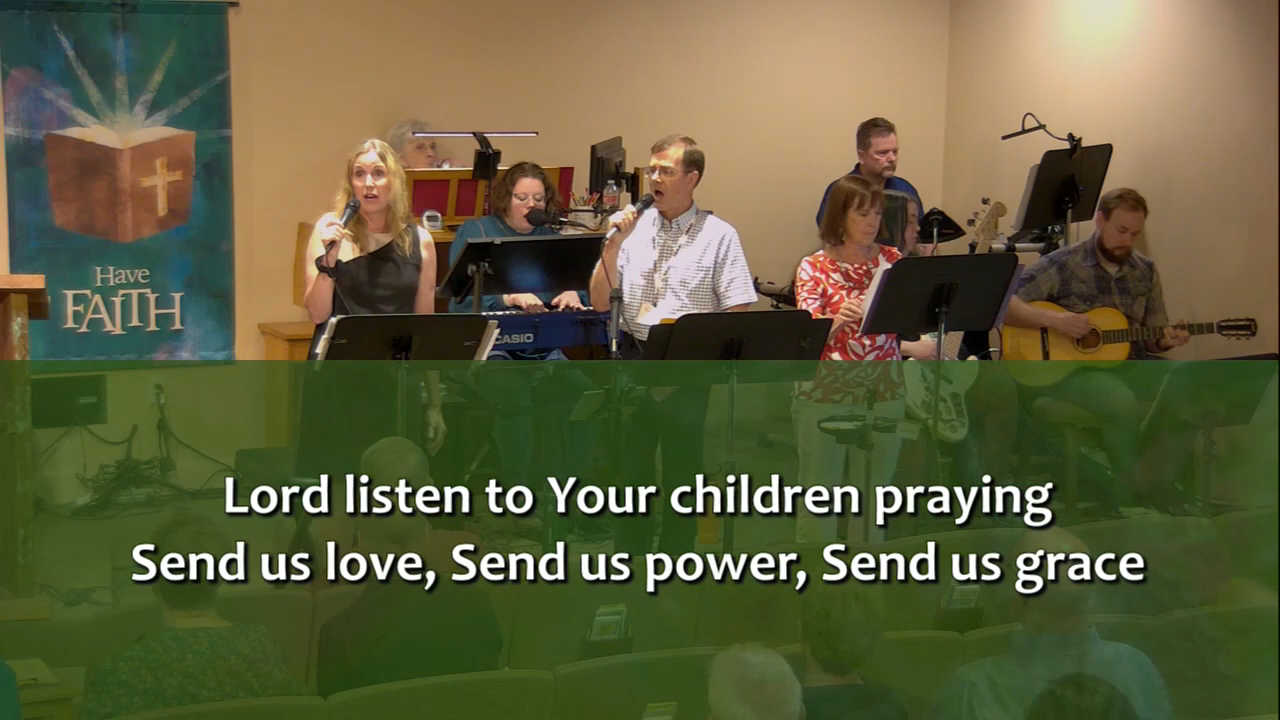 Have
FAITH
CASIO
Lord listen to Your children praying
Send us love, Send us power, Send us grace